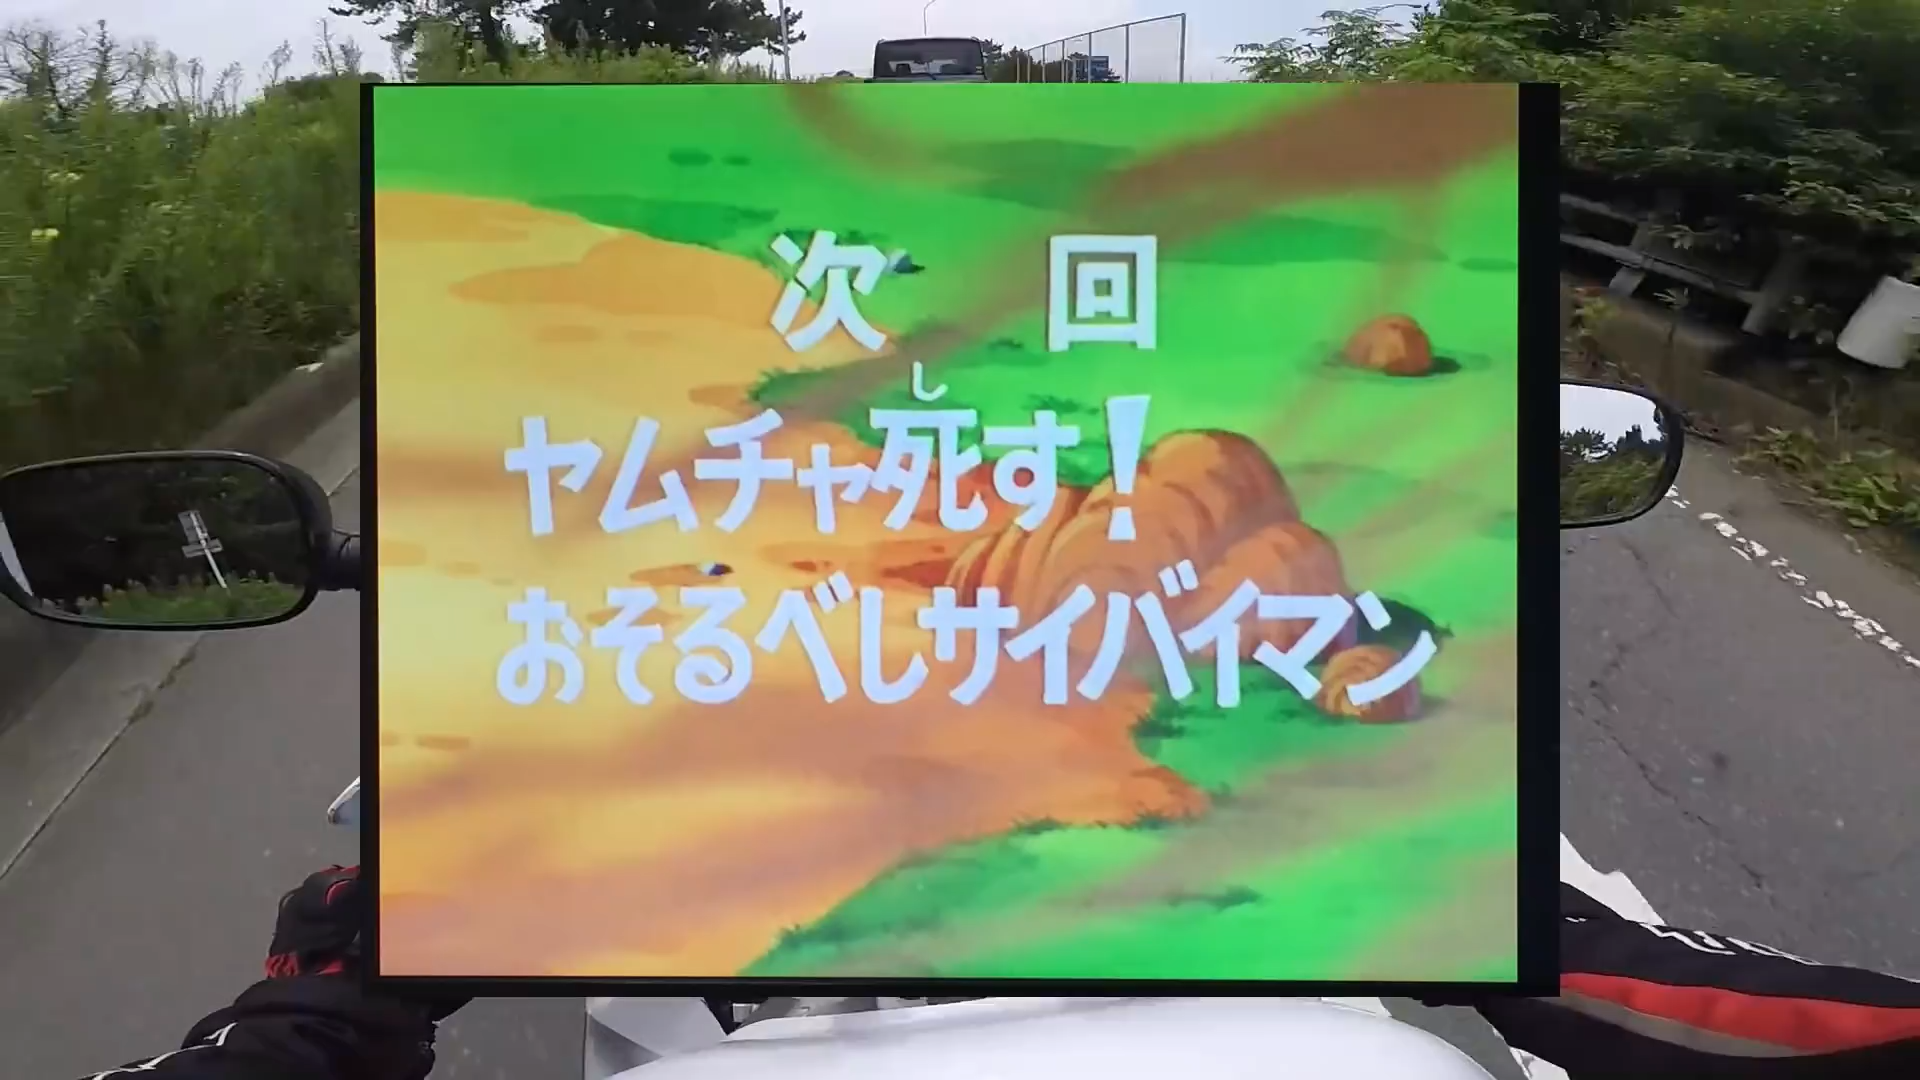 次回
し
ヤムチャ死す!
おそるべしサイバイマン